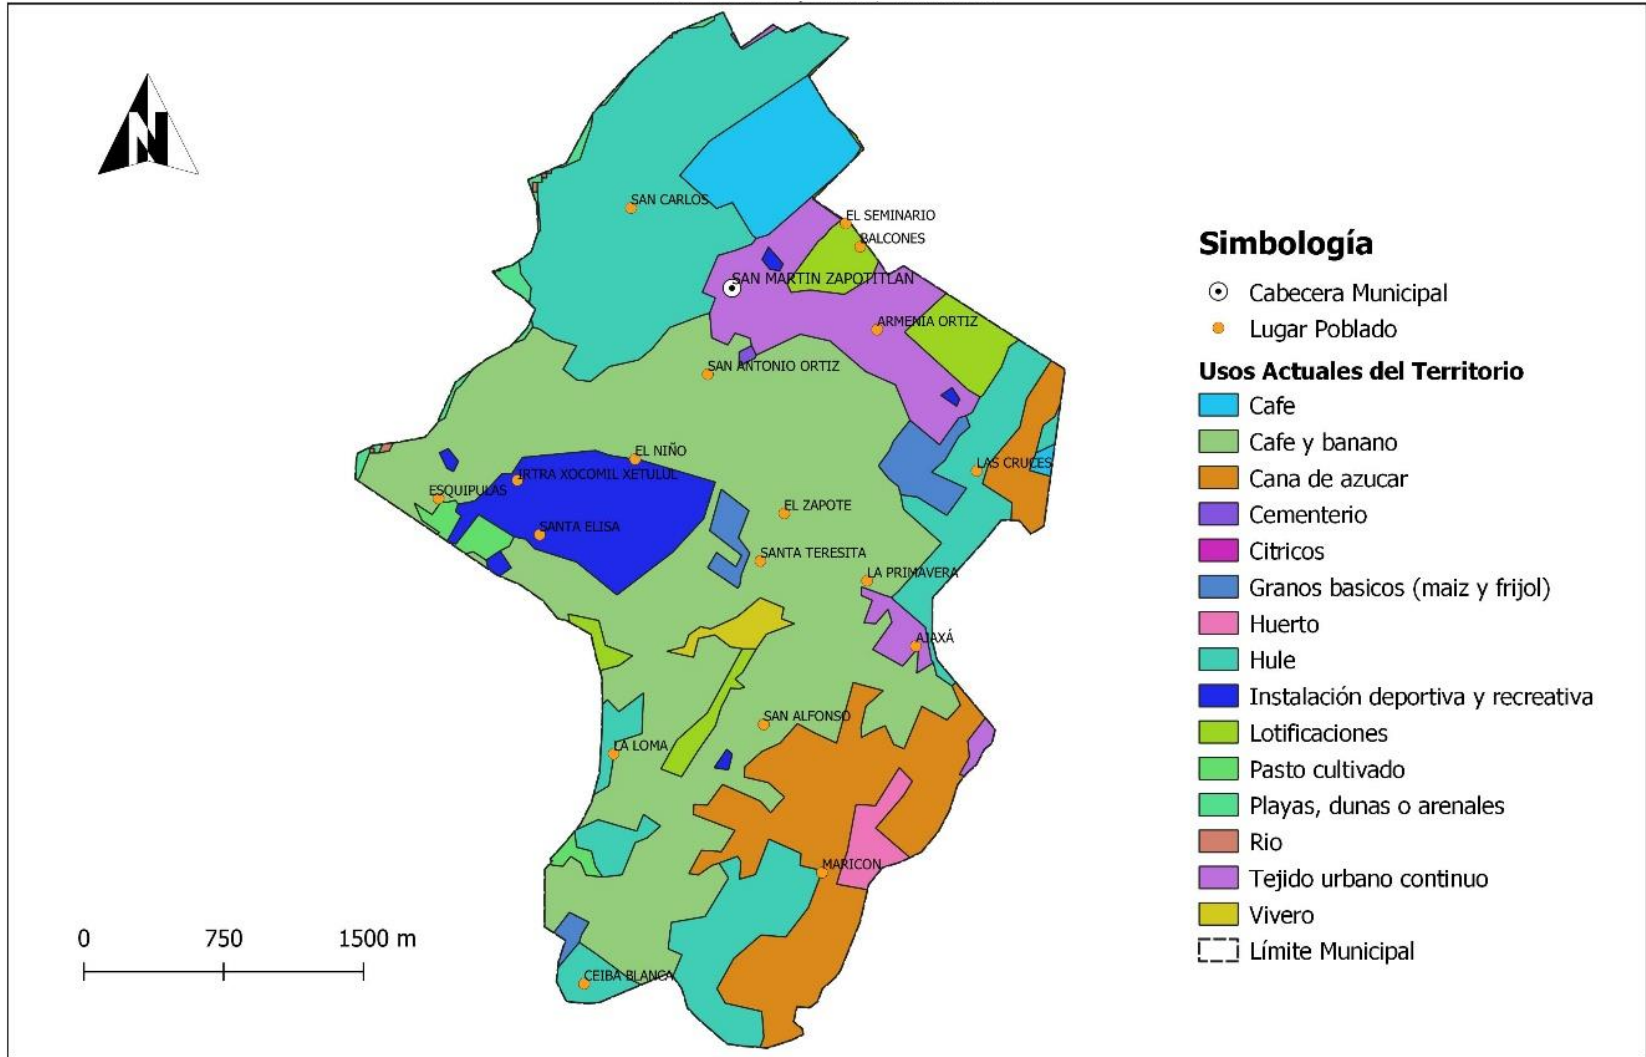 N
SAN CARLOS
EL SEMINARIO
BALCONES
SAN MARTIN ZAPOTITLAN
ARMENIA ORTIZ
SAN ANTONIO ORTIZ
EL NIÑO
LAS CRUCES
IRTRA XOCOMIL XETULUL
ESQUIPULAS
EL ZAPOTE
SANTA ELISA
SANTA TERESITA
LA PRIMAVERA
AJAXÁ
SAN ALFONSO
LA LOMA
MARICON
CEIBA BLANCA
0 750 1500 m
Simbología
Cabecera Municipal
Lugar Poblado
Usos Actuales del Territorio
Cafe
Cafe y banano
Cana de azucar
Cementerio
Citricos
Granos basicos (maiz y frijol)
Huerto
Hule
Instalación deportiva y recreativa
Lotificaciones
Pasto cultivado
Playas, dunas o arenales
Rio
Tejido urbano continuo
Vivero
Límite Municipal